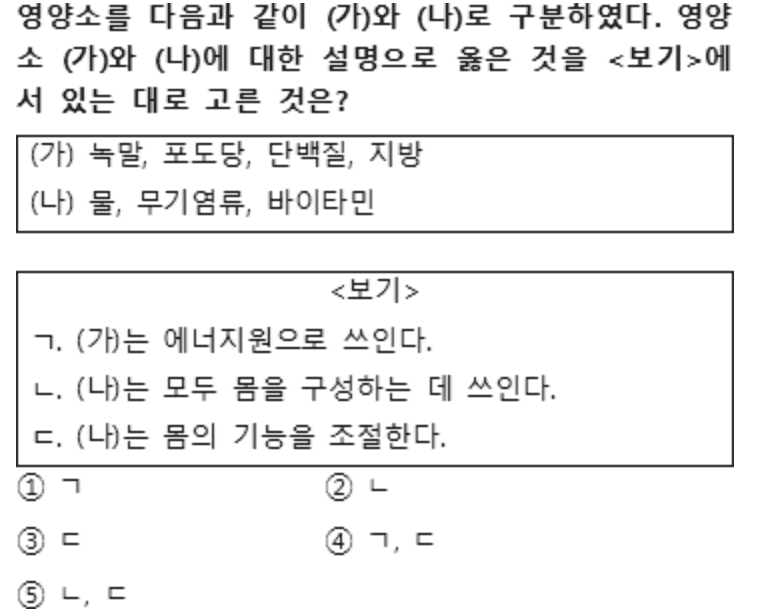 영양소를 다음과 같이 (가)와 (나)로 구분하였다. 영양
소 (가)와 (나)에 대한 설명으로 옳은 것을 <보기>에
서 있는 대로 고른 것은?
(가) 녹말, 포도당, 단백질, 지방
(나) 물, 무기염류, 바이타민
<보기>
ㄱ. (가)는 에너지원으로 쓰인다.
ㄴ. (나)는 모두 몸을 구성하는 데 쓰인다.
ㄷ. (나)는 몸의 기능을 조절한다.
① ㄱ ② ㄴ
③ ㄷ ④ ㄱ, ㄷ
⑤ ㄴ, ㄷ